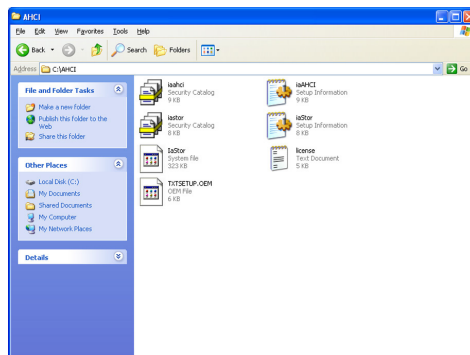 AHCI
File Edit View Favorites Tools Help
Back Search Folders
Address C:\AHCI Go
File and Folder Tasks
Make a new folder
Publish this folder to the
Web
Share this folder
Other Places
Local Disk (C:)
My Documents
Shared Documents
My Computer
My Network Places
Details
iaahci
Security Catalog
9 KB
iaAHCI
Setup Information
9 KB
iastor
Security Catalog
8 KB
iaStor
Setup Information
8 KB
IaStor
System file
323 KB
license
Text Document
5 KB
TXTSETUP.OEM
OEM File
6 KB